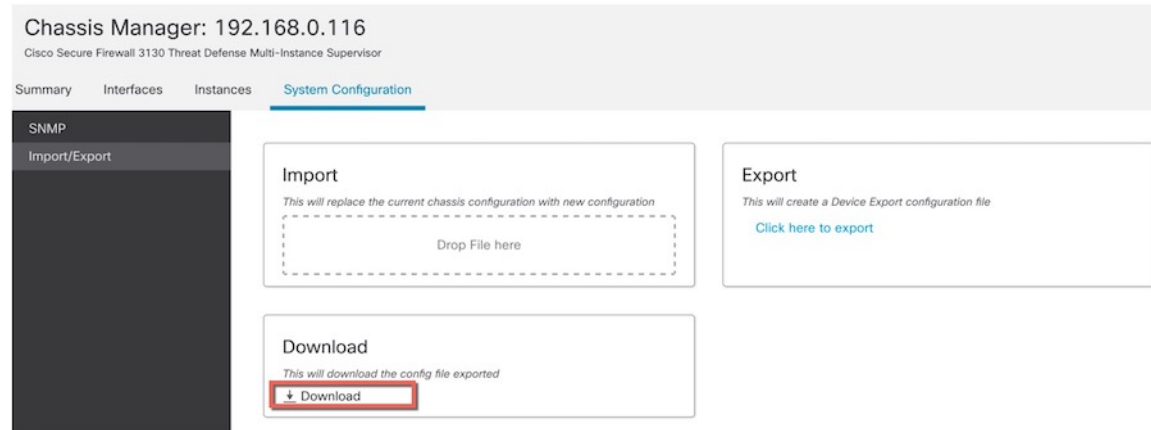 Chassis Manager: 192.168.0.116
Cisco Secure Firewall 3130 Threat Defense Multi-Instance Supervisor
Summary Interfaces Instances System Configuration
SNMP
Import/Export
Import
This will replace the current chassis configuration with new configuration
Drop File here
Export
This will create a Device Export configuration file
Click here to export
Download
This will download the config file exported
Download